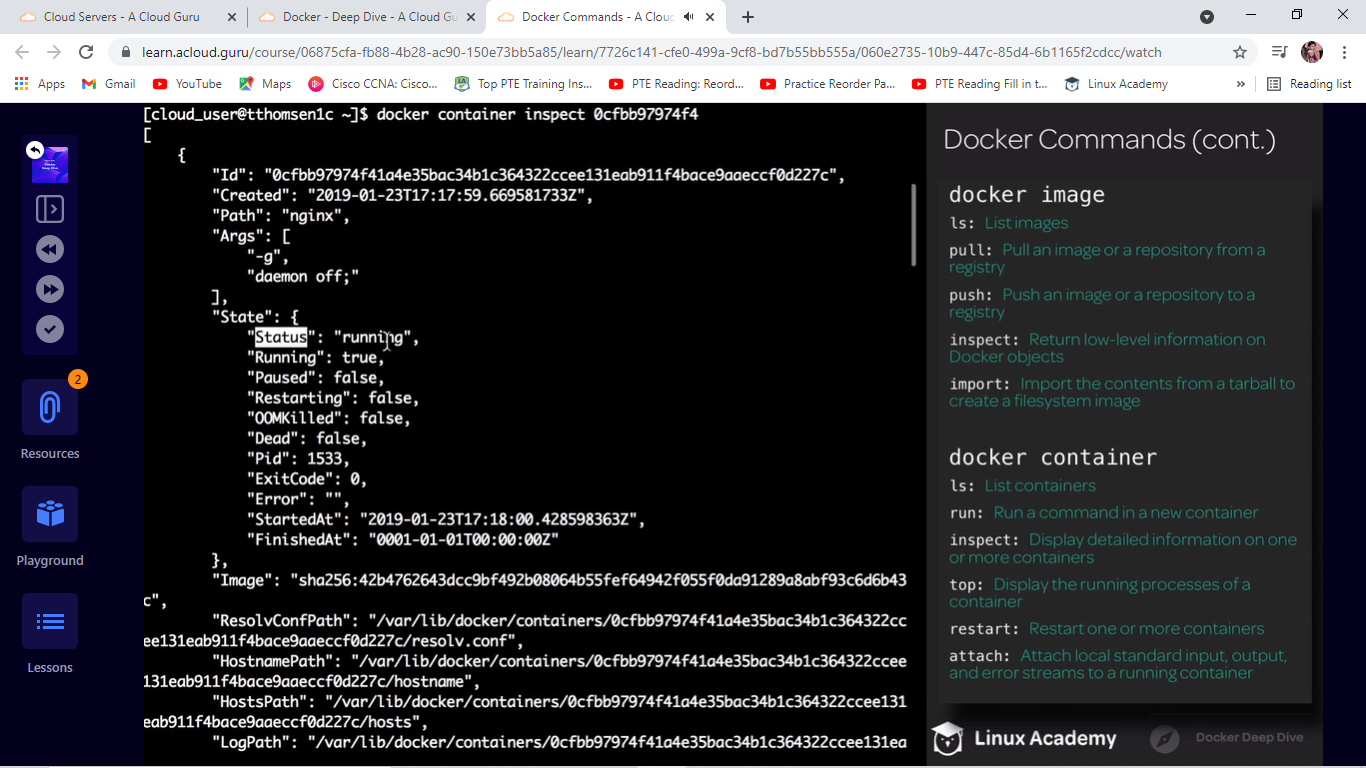 Cloud Servers - A Cloud Guru
Docker - Deep Dive - A Cloud Gu
Docker Commands - A Cloud
learn.acloud.guru/course/06875cfa-fb88-4b28-ac90-150e73bb5a85/learn/7726c141-cfe0-499a-9cf8-bd7b55bb555a/060e2735-10b9-447c-85d4-6b1165f2cdcc/watch
Apps
Gmail
YouTube
Maps
Cisco CCNA: Cisco...
Top PTE Training Ins...
PTE Reading: Reord...
Practice Reorder Pa...
PTE Reading Fill in t...
Linux Academy
»
Reading list
2
Resources
Playground
Lessons
[cloud_user@tthomsen1c ~]$ docker container inspect 0cfbb97974f4
[
{
"Id": "0cfbb97974f41a4e35bac34b1c364322ccee131eab911f4bace9aaeccf0d227c",
"Created": "2019-01-23T17:17:59.669581733Z",
"Path": "nginx",
"Args": [
"-g",
"daemon off;"
],
"State": {
"Status": "running",
"Running": true,
"Paused": false,
"Restarting": false,
"OOMKilled": false,
"Dead": false,
"Pid": 1533,
"ExitCode": 0,
"Error": "",
"StartedAt": "2019-01-23T17:18:00.428598363Z",
"FinishedAt": "0001-01-01T00:00:00Z"
},
"Image": "sha256:42b4762643dcc9bf492b08064b55fef64942f055f0da91289a8abf93c6d6b43
c",
"ResolvConfPath": "/var/lib/docker/containers/0cfbb97974f41a4e35bac34b1c364322cc
ee131eab911f4bace9aaeccf0d227c/resolv.conf",
"HostnamePath": "/var/lib/docker/containers/0cfbb97974f41a4e35bac34b1c364322ccee
131eab911f4bace9aaeccf0d227c/hostname",
"HostsPath": "/var/lib/docker/containers/0cfbb97974f41a4e35bac34b1c364322ccee131
eab911f4bace9aaeccf0d227c/hosts",
"LogPath": "/var/lib/docker/containers/0cfbb97974f41a4e35bac34b1c364322ccee131ea
Docker Commands (cont.)
docker image
ls: List images
pull: Pull an image or a repository from a
registry
push: Push an image or a repository to a
registry
inspect: Return low-level information on
Docker objects
import: Import the contents from a tarball to
create a filesystem image
docker container
ls: List containers
run: Run a command in a new container
inspect: Display detailed information on one
or more containers
top: Display the running processes of a
container
restart: Restart one or more containers
attach: Attach local standard input, output,
and error streams to a running container
Linux Academy
Docker Deep Dive